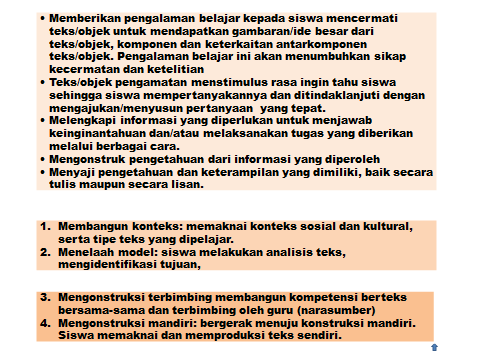 • Memberikan pengalaman belajar kepada siswa mencermati
teks/objek untuk mendapatkan gambaran/ide besar dari
teks/objek, komponen dan keterkaitan antarkomponen
teks/objek. Pengalaman belajar ini akan menumbuhkan sikap
kecermatan dan ketelitian
• Teks/objek pengamatan menstimulus rasa ingin tahu siswa
sehingga siswa mempertanyakannya dan ditindaklanjuti dengan
mengajukan/menyusun pertanyaan yang tepat.
• Melengkapi informasi yang diperlukan untuk menjawab
keinginantahuan dan/atau melaksanakan tugas yang diberikan
melalui berbagai cara.
• Mengonstruk pengetahuan dari informasi yang diperoleh
• Menyaji pengetahuan dan keterampilan yang dimiliki, baik secara
tulis maupun secara lisan.
1. Membangun konteks: memaknai konteks sosial dan kultural,
serta tipe teks yang dipelajar.
2. Menelaah model: siswa melakukan analisis teks,
mengidentifikasi tujuan,
3. Mengonstruksi terbimbing membangun kompetensi berteks
bersama-sama dan terbimbing oleh guru (narasumber)
4. Mengonstruksi mandiri: bergerak menuju konstruksi mandiri.
Siswa memaknai dan memproduksi teks sendiri.